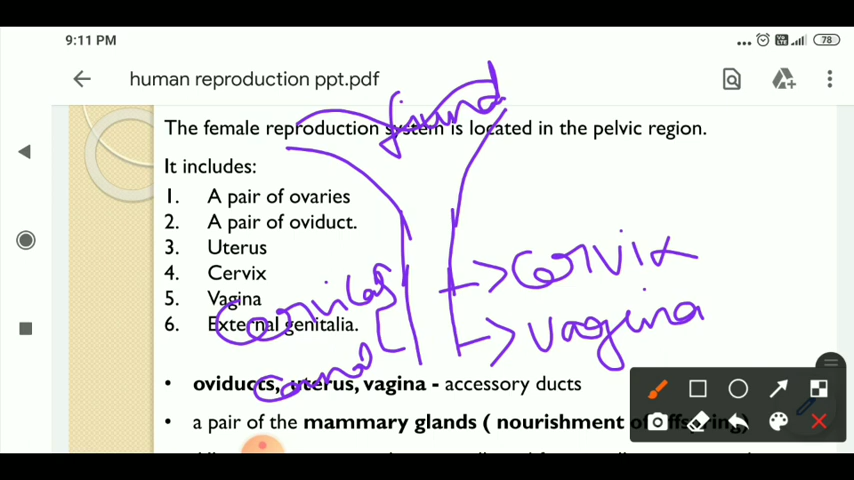 9:11 PM
78
human reproduction ppt.pdf
The female reproduction system is located in the pelvic region.
It includes:
1. A pair of ovaries
2. A pair of oviduct.
3. Uterus
4. Cervix
5. Vagina
6. External genitalia.
cervix
vagina
cervical
canal
• oviducts, uterus, vagina - accessory ducts
• a pair of the mammary glands ( nourishment of offspring)